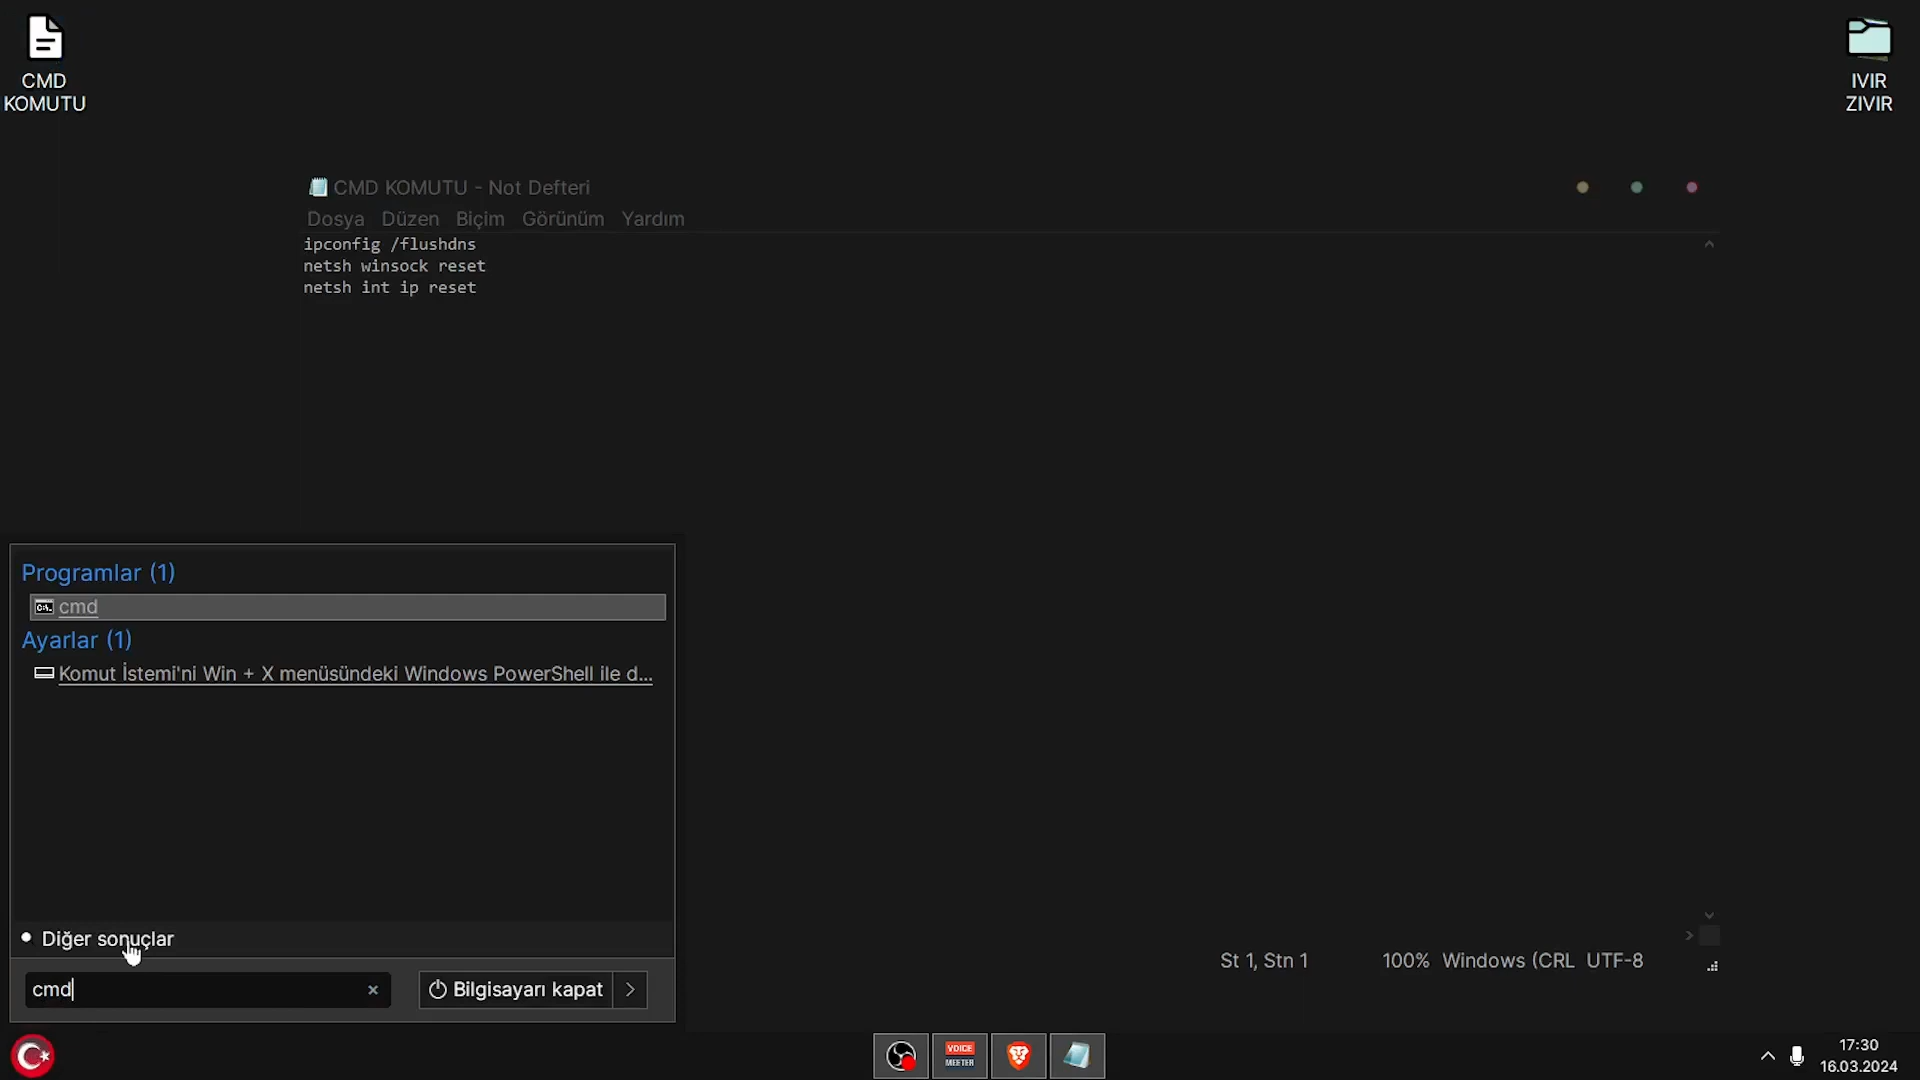 CMD
KOMUTU
IVIR
ZIVIR
CMD KOMUTU - Not Defteri
Dosya Düzen Biçim Görünüm Yardım
ipconfig /flushdns
netsh winsock reset
netsh int ip reset
Programlar (1)
cmd
Ayarlar (1)
Komut İstemi'ni Win + X menüsündeki Windows PowerShell ile d...
Diğer sonuçlar
cmd
Bilgisayarı kapat
St 1, Stn 1
100%
Windows (CRL
UTF-8
VOICE
MEETER
17:30
16.03.2024